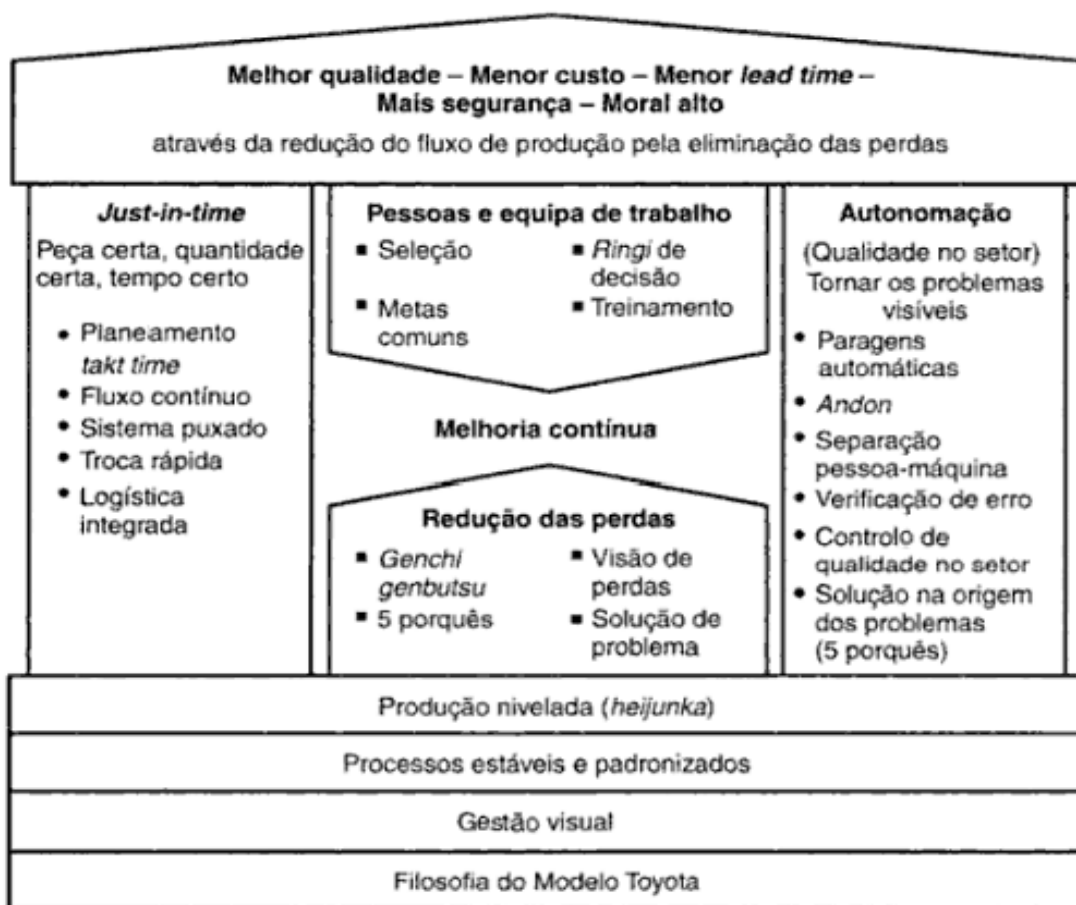 Melhor qualidade – Menor custo – Menor lead time –
Mais segurança – Moral alto
através da redução do fluxo de produção pela eliminação das perdas
Just-in-time
Peça certa, quantidade
certa, tempo certo
• Planeamento
takt time
• Fluxo contínuo
• Sistema puxado
• Troca rápida
• Logística
integrada
Pessoas e equipa de trabalho
▪ Seleção
▪ Metas
comuns
▪ Ringi de
decisão
▪ Treinamento
Melhoria contínua
Redução das perdas
▪ Genchi
genbutsu
▪ 5 porquês
▪ Visão de
perdas
▪ Solução de
problema
Autonomação
(Qualidade no setor)
Tornar os problemas
visíveis
• Paragens
automáticas
• Andon
• Separação
pessoa-máquina
• Verificação de erro
• Controlo de
qualidade no setor
• Solução na origem
dos problemas
(5 porquês)
Produção nivelada (heijunka)
Processos estáveis e padronizados
Gestão visual
Filosofia do Modelo Toyota